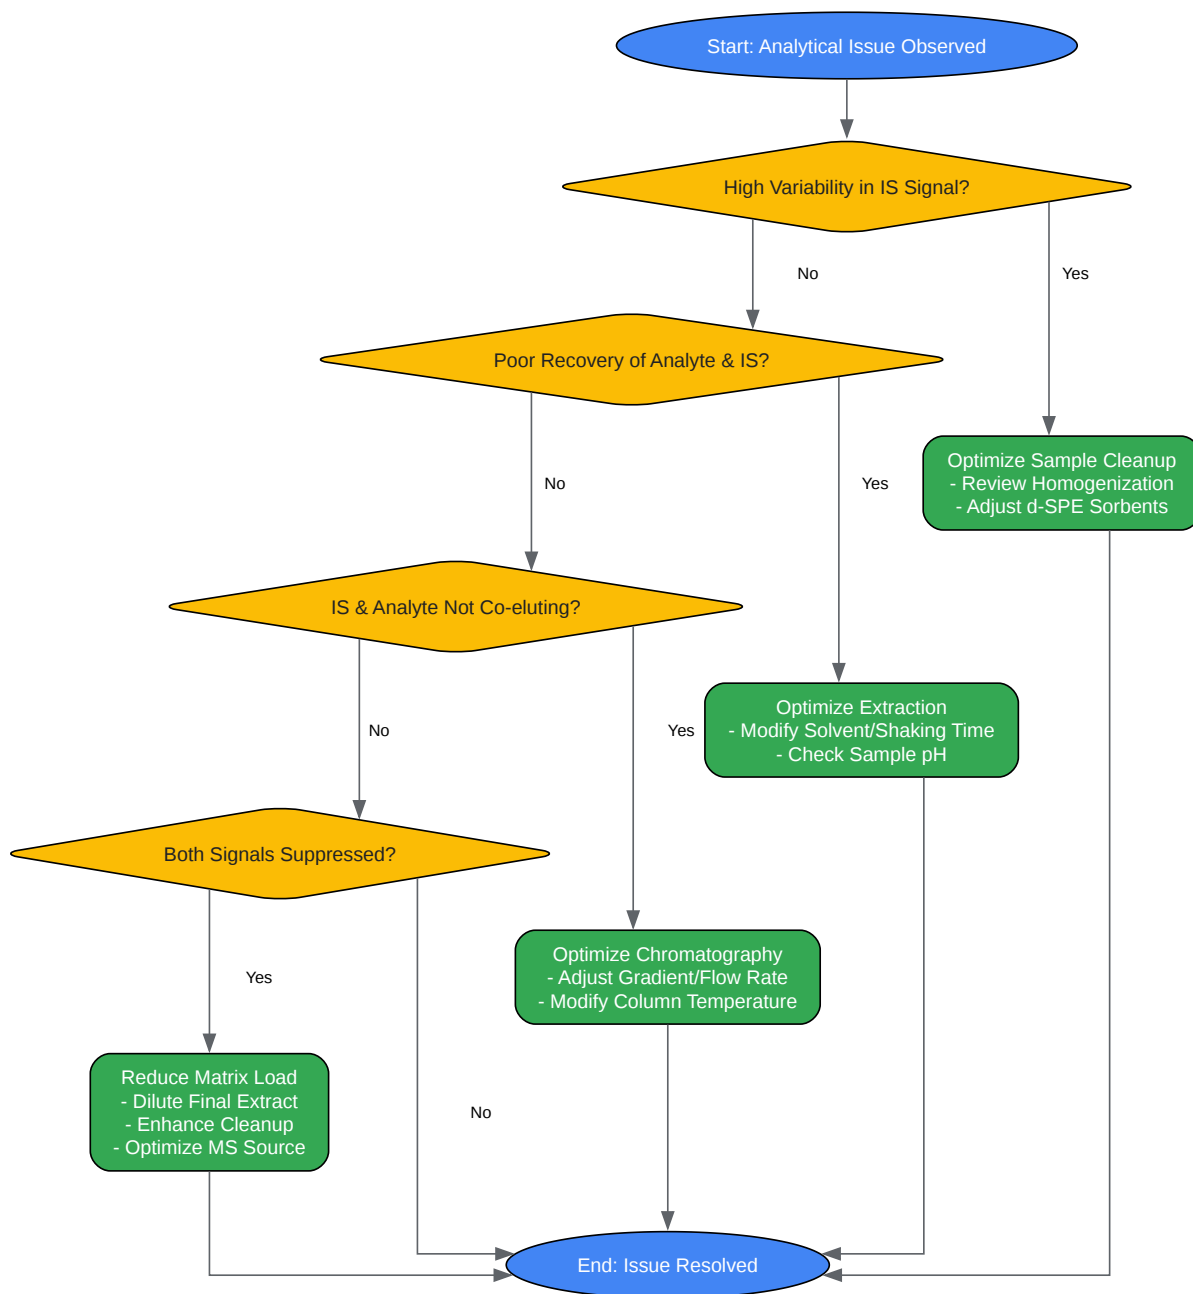 Start: Analytical Issue Observed
High Variability in IS Signal?
No
Yes
Poor Recovery of Analyte & IS?
Optimize Sample Cleanup
- Review Homogenization
- Adjust d-SPE Sorbents
No
Yes
IS & Analyte Not Co-eluting?
Optimize Extraction
- Modify Solvent/Shaking Time
- Check Sample pH
No
Yes
Both Signals Suppressed?
Optimize Chromatography
- Adjust Gradient/Flow Rate
- Modify Column Temperature
Yes
No
Reduce Matrix Load
- Dilute Final Extract
- Enhance Cleanup
- Optimize MS Source
End: Issue Resolved